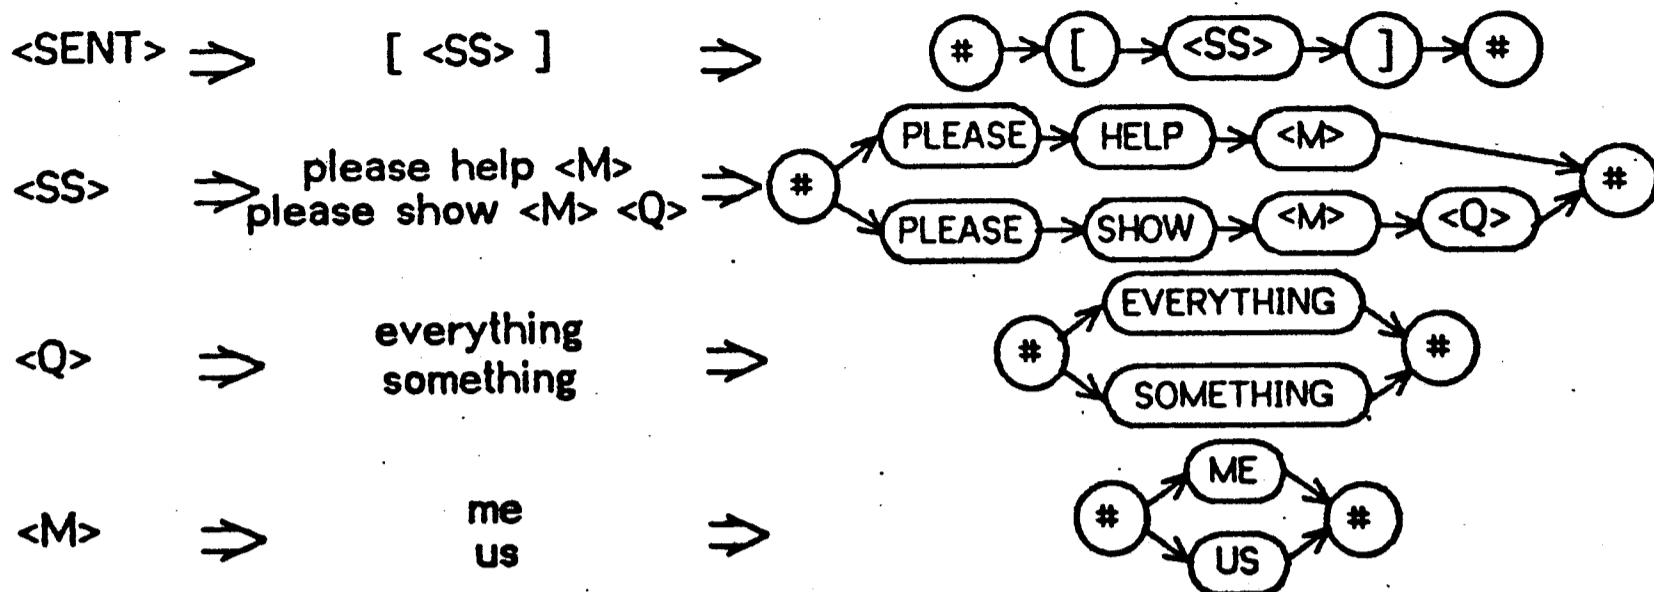 <SENT> ⇒ [ <SS> ] ⇒ # [ <SS> ] #
<SS> ⇒ please help <M> ⇒ # PLEASE HELP <M> #
please show <M> <Q> PLEASE SHOW <M> <Q>
<Q> ⇒ everything ⇒ # EVERYTHING #
something SOMETHING
<M> ⇒ me ⇒ # ME #
us US